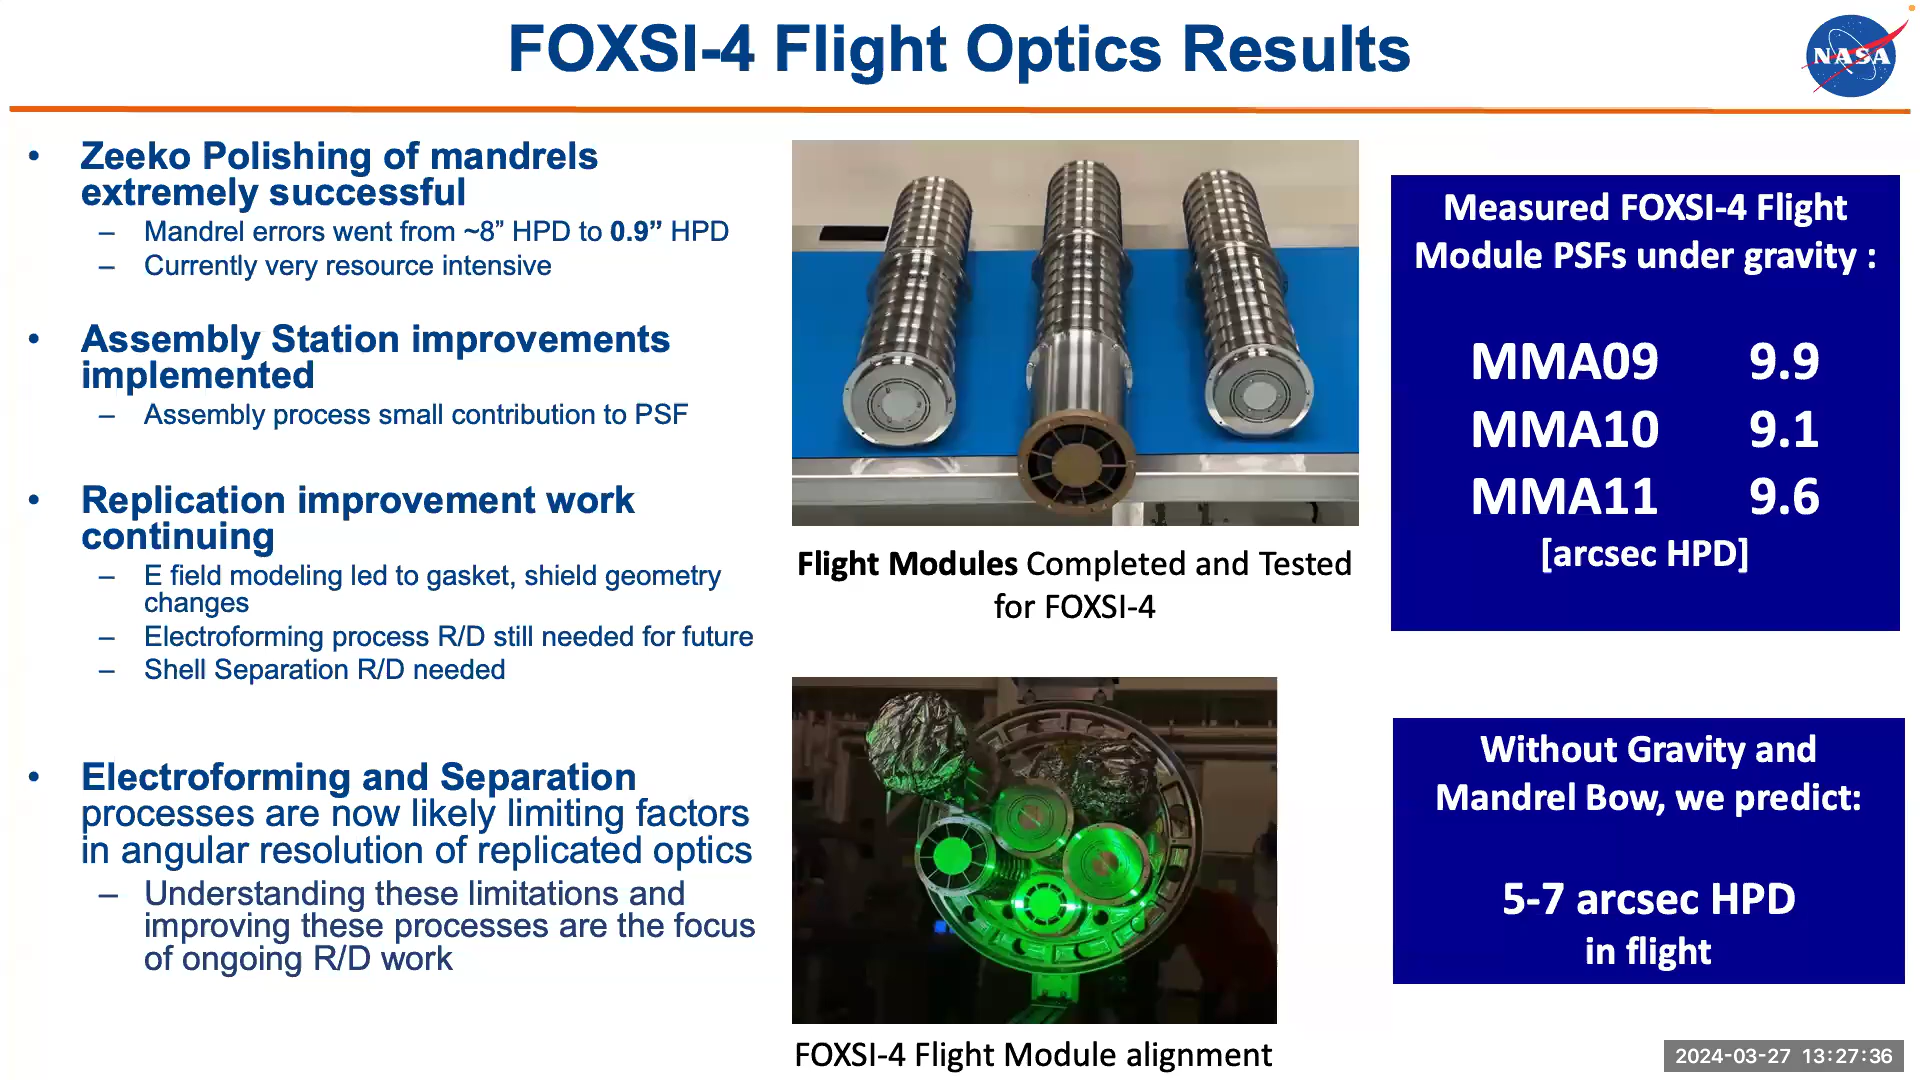 FOXSI-4 Flight Optics Results
NASA
• Zeeko Polishing of mandrels
extremely successful
– Mandrel errors went from ~8” HPD to 0.9” HPD
– Currently very resource intensive
• Assembly Station improvements
implemented
– Assembly process small contribution to PSF
• Replication improvement work
continuing
– E field modeling led to gasket, shield geometry
changes
– Electroforming process R/D still needed for future
– Shell Separation R/D needed
• Electroforming and Separation
processes are now likely limiting factors
in angular resolution of replicated optics
– Understanding these limitations and
improving these processes are the focus
of ongoing R/D work
Flight Modules Completed and Tested
for FOXSI-4
FOXSI-4 Flight Module alignment
Measured FOXSI-4 Flight
Module PSFs under gravity :
MMA09 9.9
MMA10 9.1
MMA11 9.6
[arcsec HPD]
Without Gravity and
Mandrel Bow, we predict:
5-7 arcsec HPD
in flight
2024-03-27 13:27:36